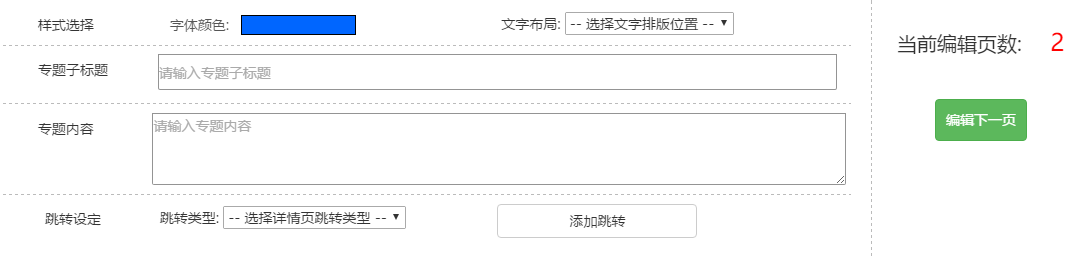 样式选择 字体颜色: 文字布局: -- 选择文字排版位置 --
专题子标题 请输入专题子标题
专题内容 请输入专题内容
跳转设定 跳转类型: -- 选择详情页跳转类型 -- 添加跳转
当前编辑页数: 2
编辑下一页